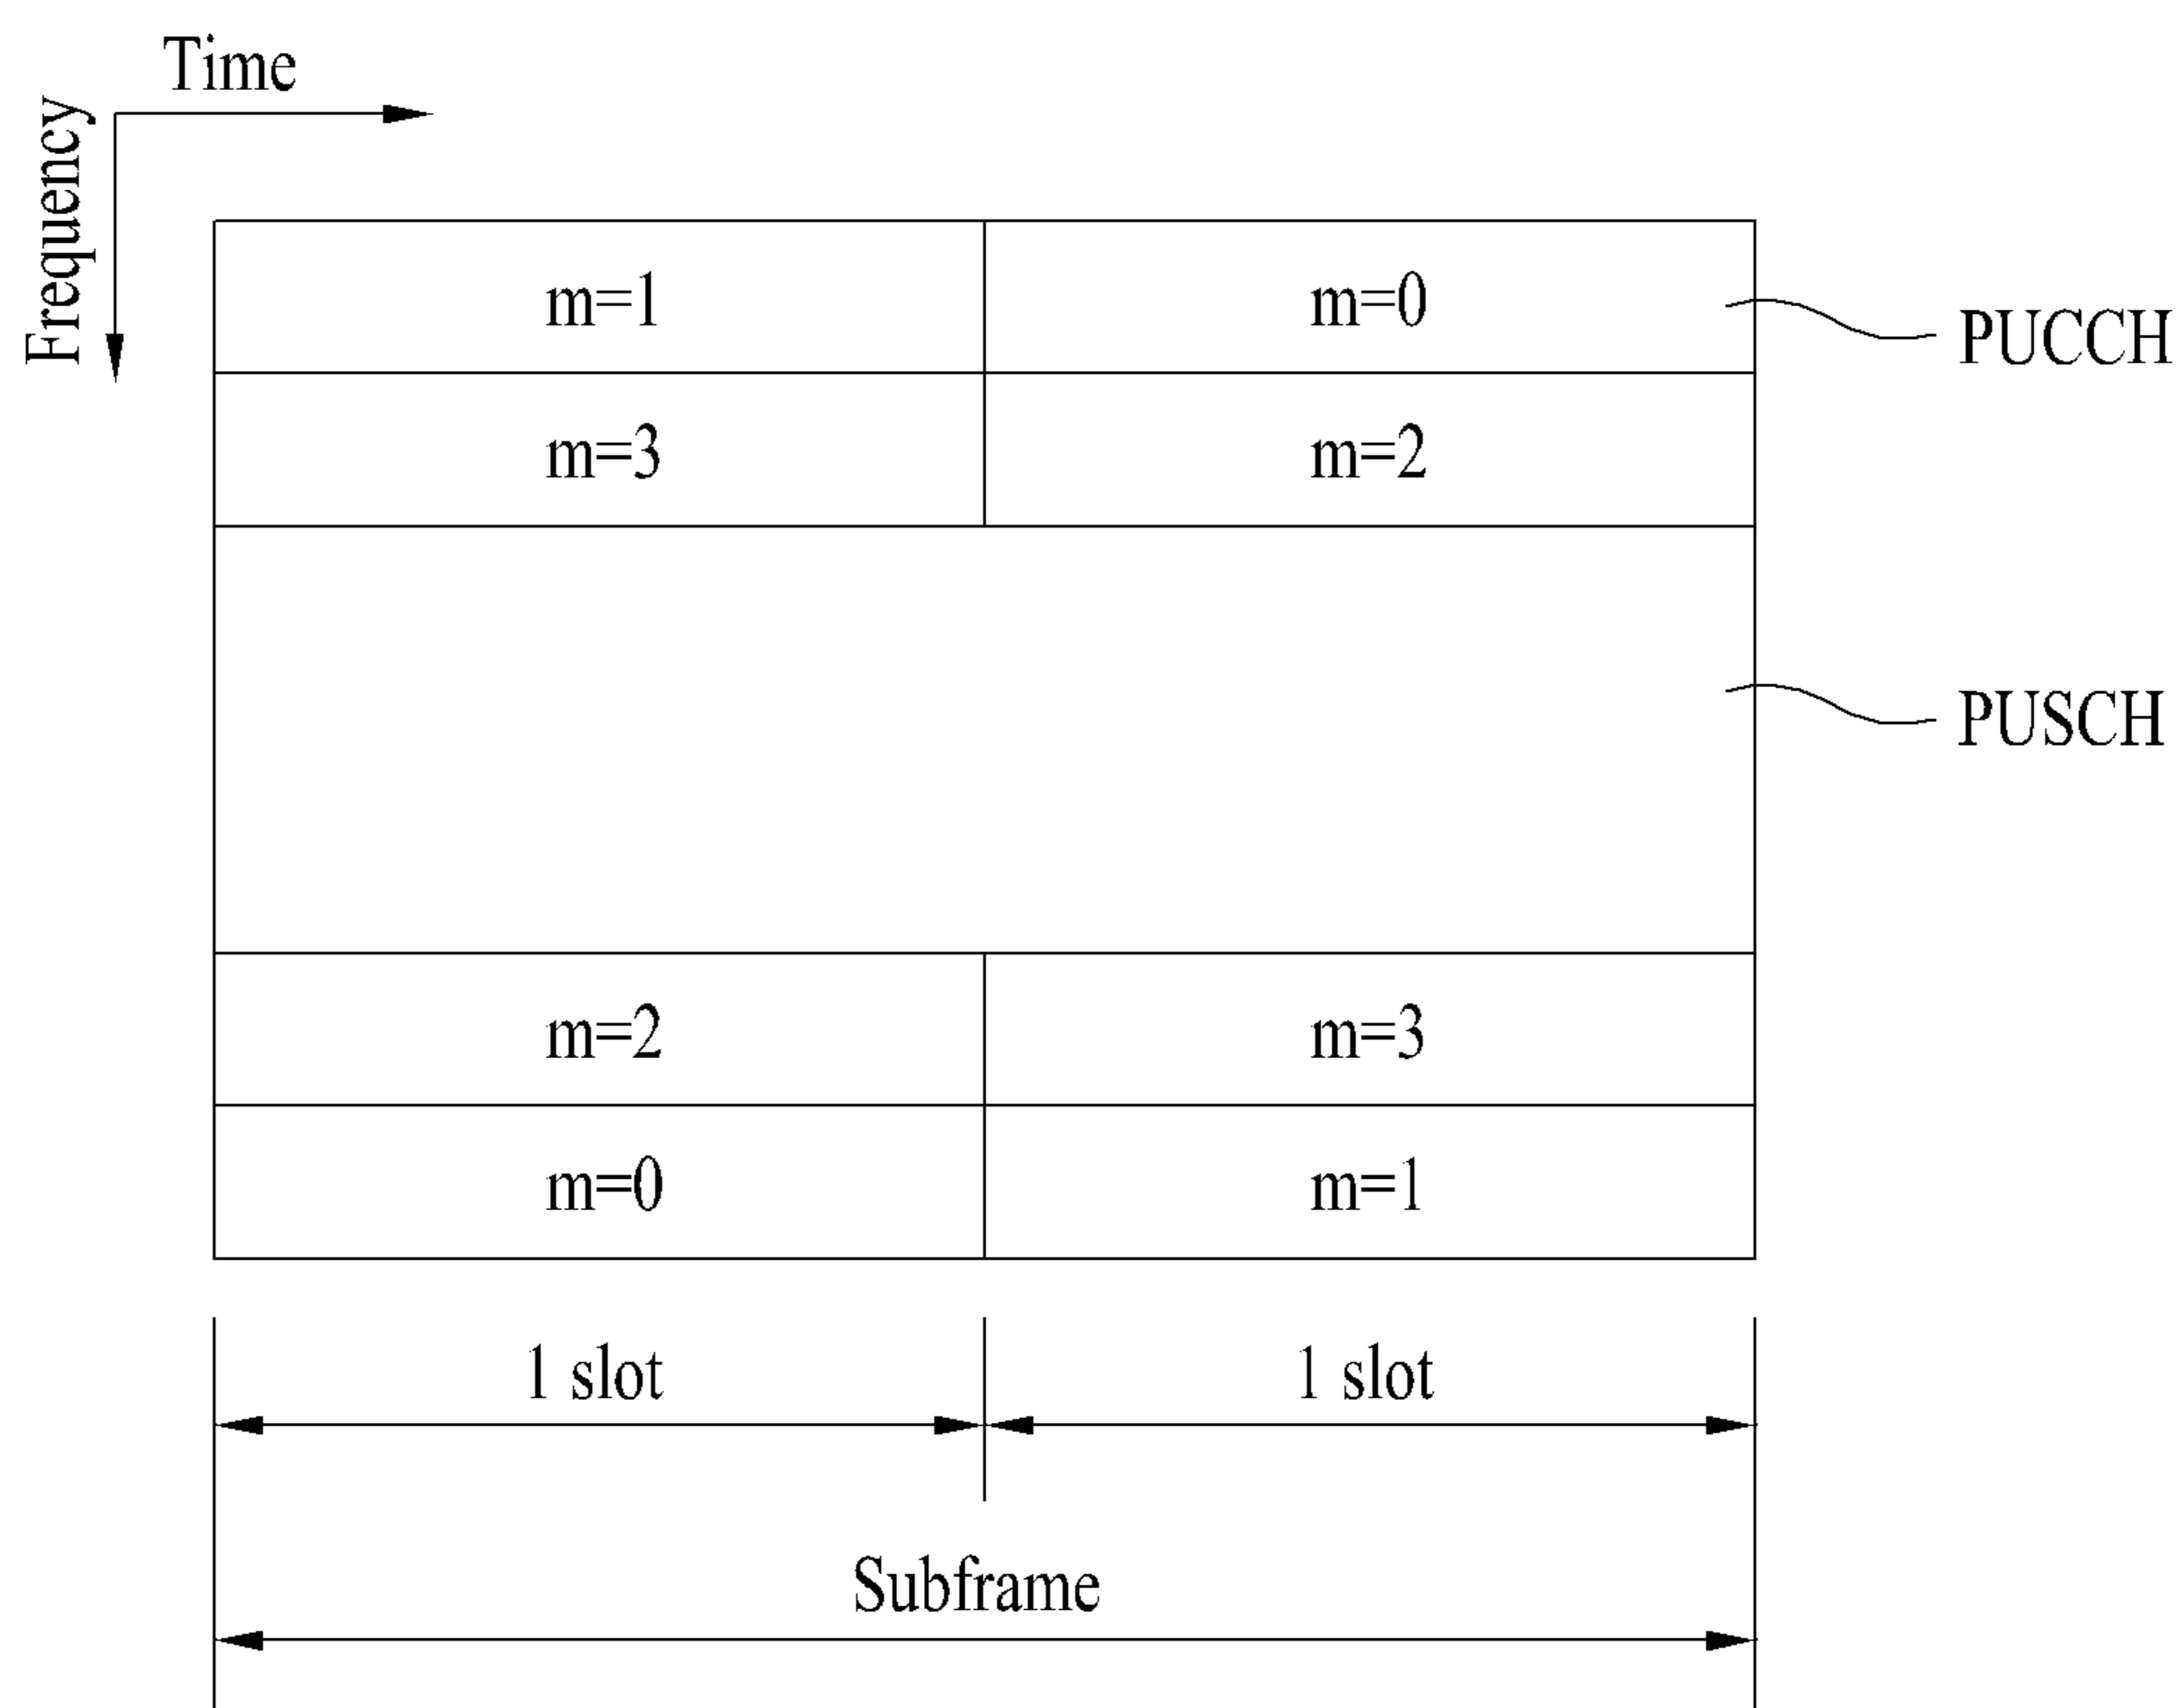 Time
Frequency
m=1 m=0
PUCCH
m=3 m=2
PUSCH
m=2 m=3
m=0 m=1
1 slot 1 slot
Subframe